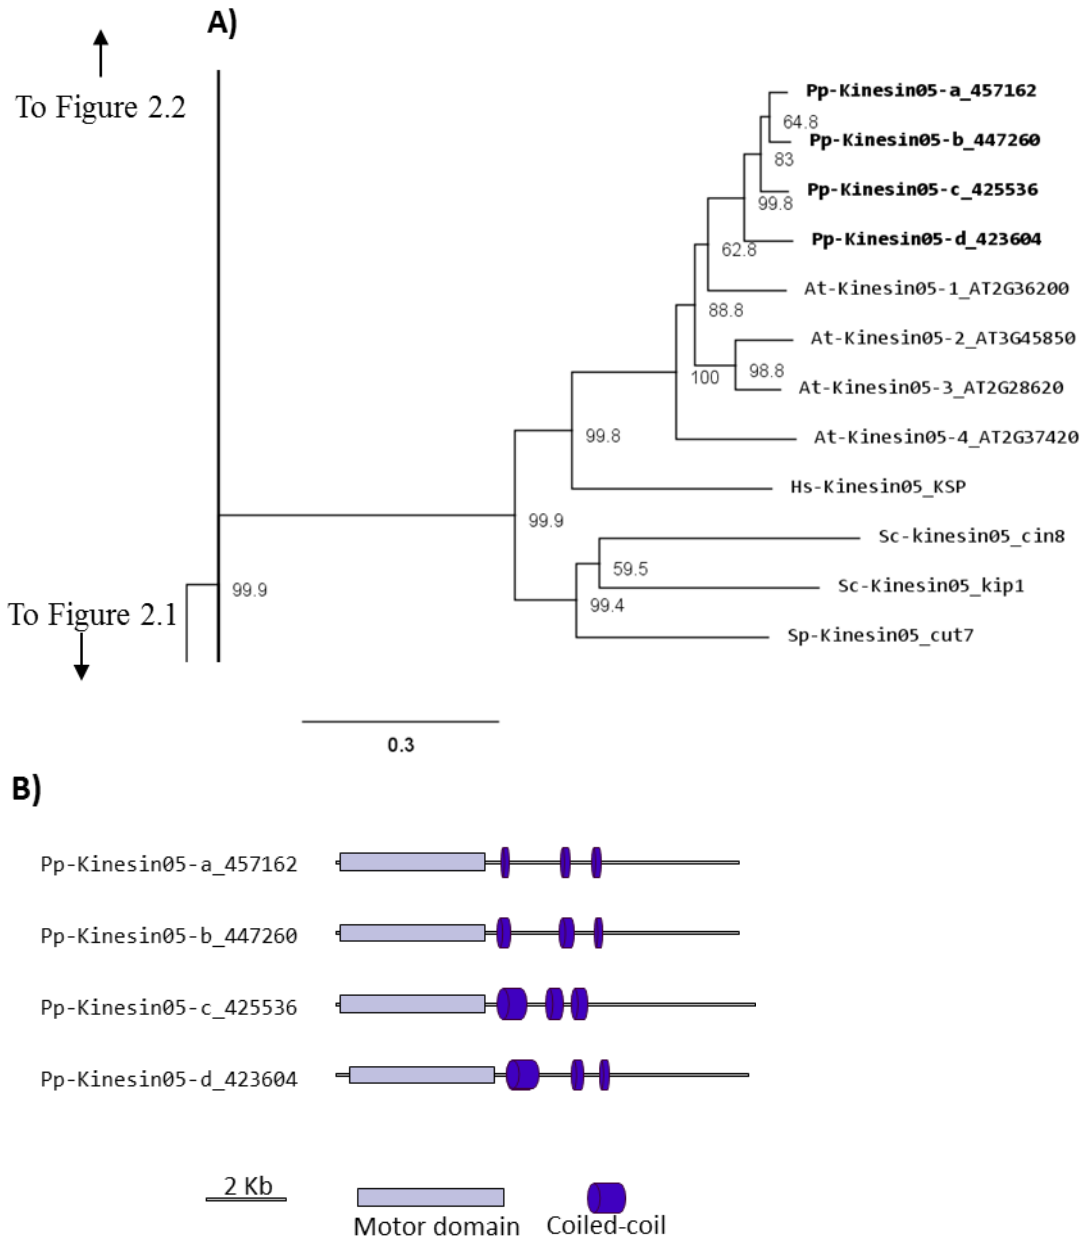 A)
To Figure 2.2
Pp-Kinesin05-a_457162
64.8
Pp-Kinesin05-b_447260
83
Pp-Kinesin05-c_425536
99.8
Pp-Kinesin05-d_423604
62.8
At-Kinesin05-1_AT2G36200
88.8
At-Kinesin05-2_AT3G45850
98.8
100
At-Kinesin05-3_AT2G28620
99.8
At-Kinesin05-4_AT2G37420
Hs-Kinesin05_KSP
99.9
Sc-kinesin05_cin8
59.5
Sc-Kinesin05_kip1
99.9
99.4
To Figure 2.1
Sp-Kinesin05_cut7
0.3
B)
Pp-Kinesin05-a_457162
Pp-Kinesin05-b_447260
Pp-Kinesin05-c_425536
Pp-Kinesin05-d_423604
2 Kb
Motor domain
Coiled-coil